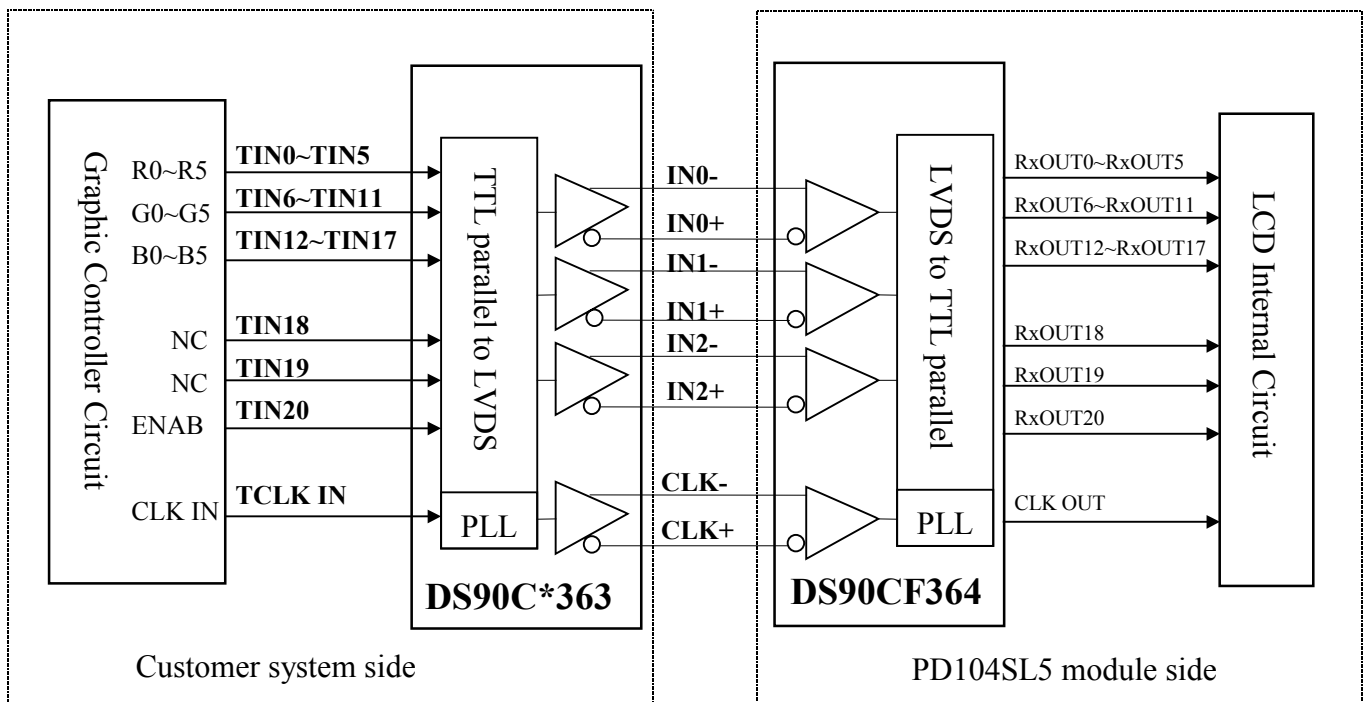 Graphic Controller Circuit
R0~R5
G0~G5
B0~B5
NC
NC
ENAB
CLK IN
TIN0~TIN5
TIN6~TIN11
TIN12~TIN17
TIN18
TIN19
TIN20
TCLK IN
TTL parallel to LVDS
PLL
DS90C*363
IN0-
IN0+
IN1-
IN1+
IN2-
IN2+
CLK-
CLK+
LVDS to TTL parallel
PLL
DS90CF364
RxOUT0~RxOUT5
RxOUT6~RxOUT11
RxOUT12~RxOUT17
RxOUT18
RxOUT19
RxOUT20
CLK OUT
LCD Internal Circuit
Customer system side
PD104SL5 module side